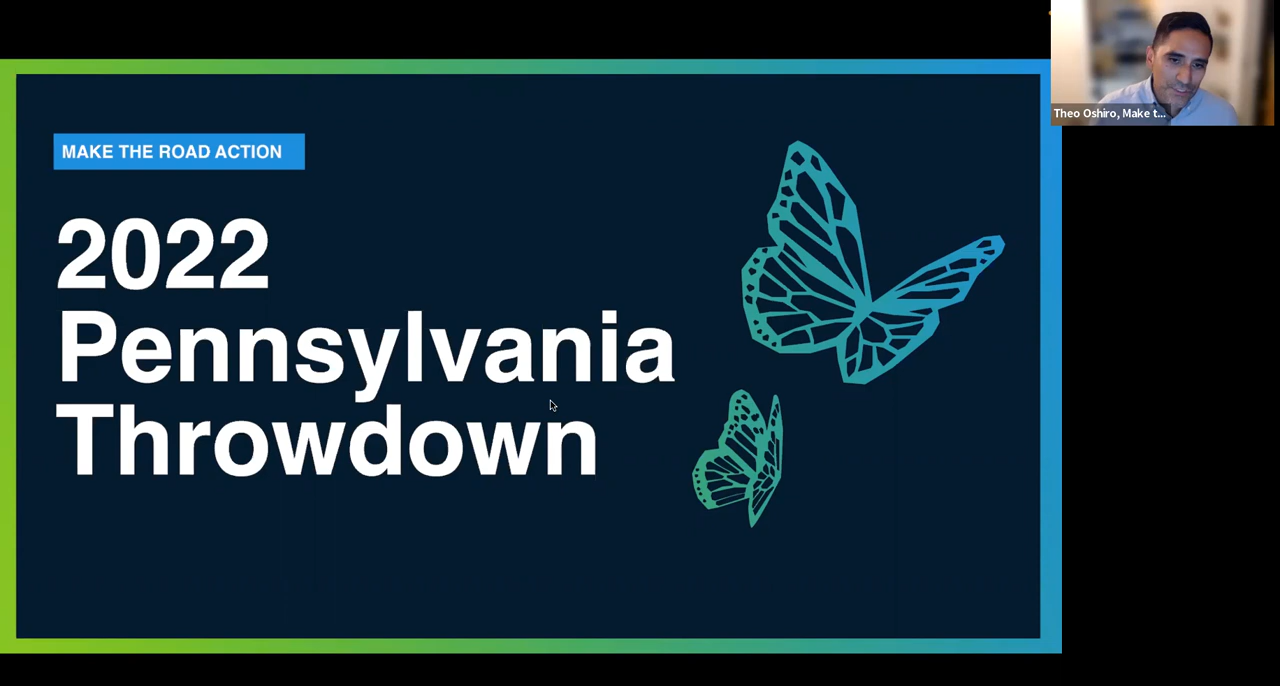 MAKE THE ROAD ACTION
2022
Pennsylvania
Throwdown
Theo Oshiro, Make t...